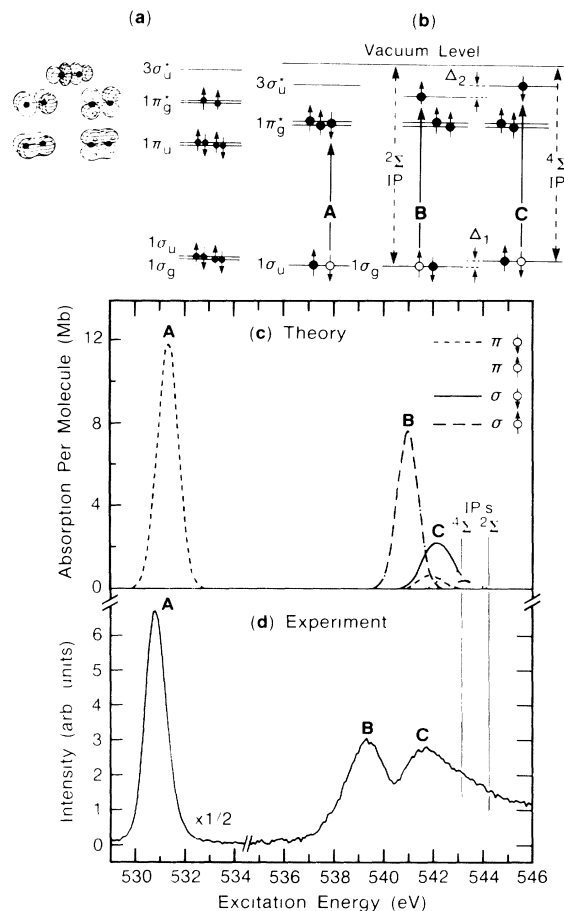 (a)
(b)
Vacuum Level
3σu*
1πg*
1πu
1σu
1σg
3σu*
1πg*
1σu
1σg
A
B
C
Δ2
Δ1
²Σ
IP
⁴Σ
IP
(c) Theory
A
B
C
π
π
σ
σ
IPs
⁴Σ ²Σ
Absorption Per Molecule (Mb)
12
8
4
0
(d) Experiment
A
B
C
x1/2
Intensity (arb units)
6
5
4
3
2
1
0
530 532 534 536 538 540 542 544 546
Excitation Energy (eV)